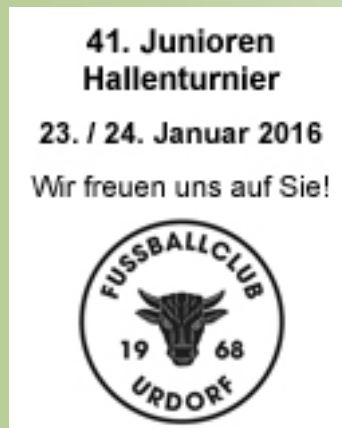 41. Junioren
Hallenturnier
23. / 24. Januar 2016
Wir freuen uns auf Sie!
FUSSBALLCLUB
19 68
URDORF